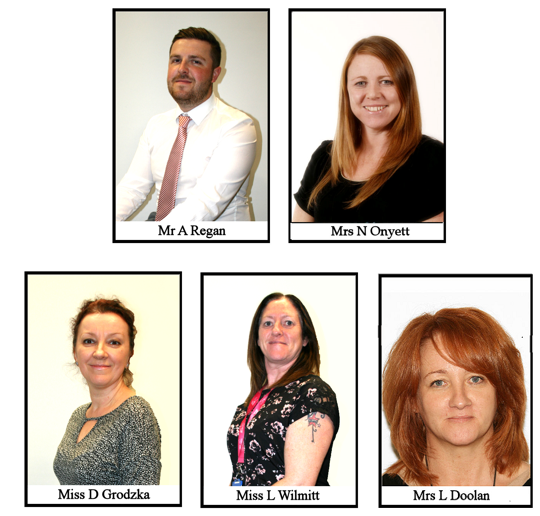 Mr A Regan
Mrs N Onyett
Miss D Grodzka
Miss L Wilmitt
Mrs L Doolan